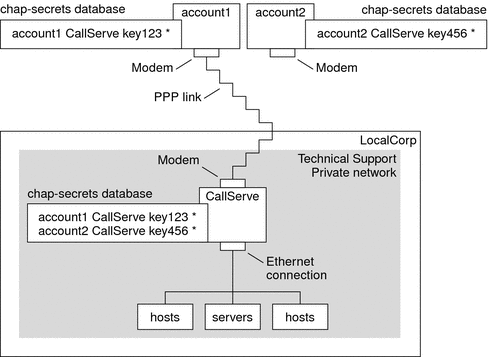 chap-secrets database
account1
account2
chap-secrets database
account1 CallServe key123 *
account2 CallServe key456 *
Modem
Modem
PPP link
LocalCorp
Modem
Technical Support
Private network
chap-secrets database
CallServe
account1 CallServe key123 *
account2 CallServe key456 *
Ethernet
connection
hosts
servers
hosts